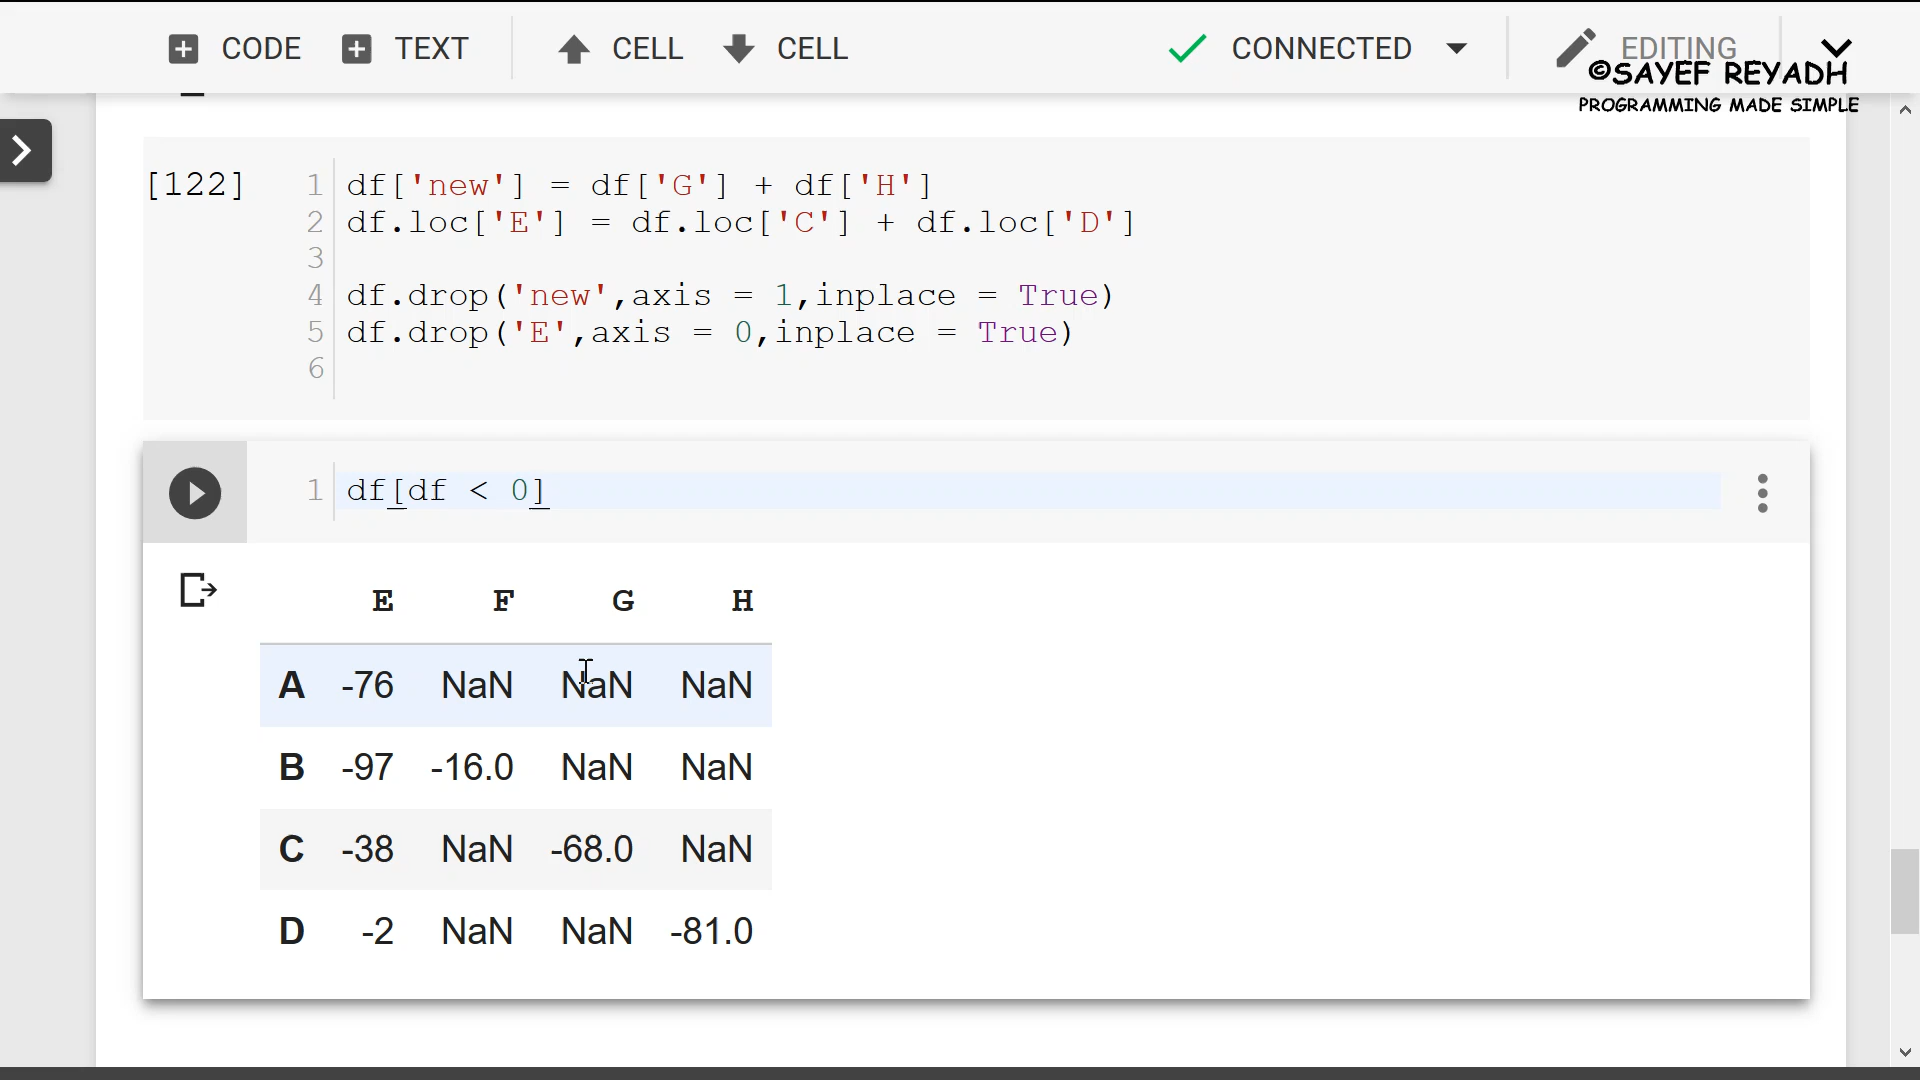 CODE TEXT CELL CELL CONNECTED EDITING
©SAYEF REYADH
PROGRAMMING MADE SIMPLE
[122]
1 df['new'] = df['G'] + df['H']
2 df.loc['E'] = df.loc['C'] + df.loc['D']
3
4 df.drop('new',axis = 1,inplace = True)
5 df.drop('E',axis = 0,inplace = True)
6
1 df[df < 0]
E F G H
A -76 NaN NaN NaN
B -97 -16.0 NaN NaN
C -38 NaN -68.0 NaN
D -2 NaN NaN -81.0